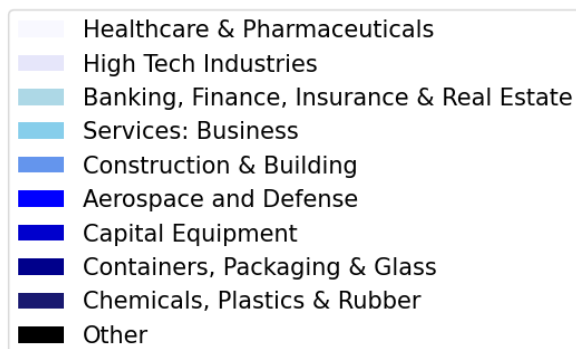 Healthcare & Pharmaceuticals
High Tech Industries
Banking, Finance, Insurance & Real Estate
Services: Business
Construction & Building
Aerospace and Defense
Capital Equipment
Containers, Packaging & Glass
Chemicals, Plastics & Rubber
Other